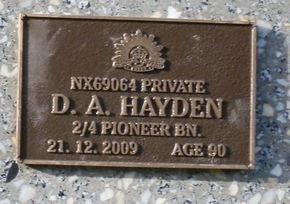 NX69064 PRIVATE
D. A. HAYDEN
2/4 PIONEER BN.
21. 12. 2009 AGE 90